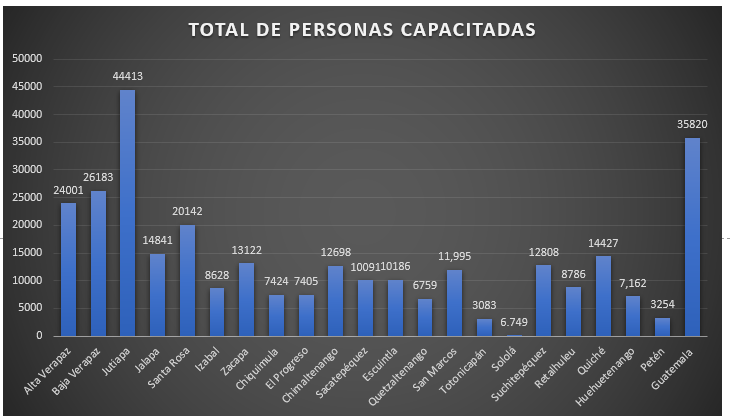 TOTAL DE PERSONAS CAPACITADAS
50000
45000
40000
35000
30000
25000
20000
15000
10000
5000
0
24001
26183
44413
14841
20142
8628
13122
7424
7405
12698
10091
10186
6759
11,995
3083
6.749
12808
8786
14427
7,162
3254
35820
Alta Verapaz
Baja Verapaz
Jutiapa
Jalapa
Santa Rosa
Izabal
Zacapa
Chiquimula
El Progreso
Chimaltenango
Sacatepéquez
Escuintla
Quetzaltenango
San Marcos
Totonicapán
Sololá
Suchitepéquez
Retalhuleu
Quiché
Huehuetenango
Petén
Guatemala